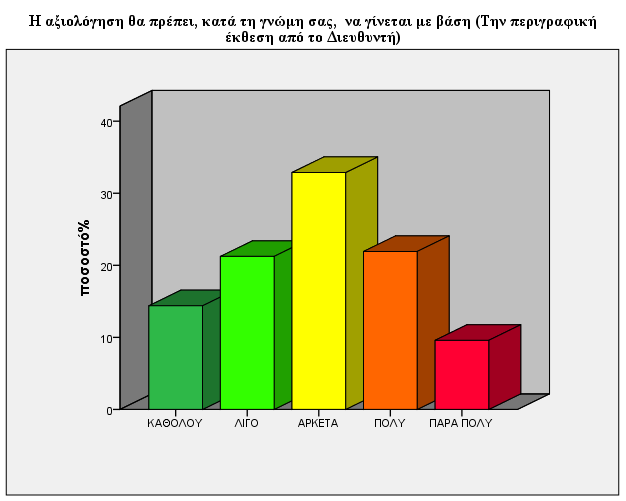 Η αξιολόγηση θα πρέπει, κατά τη γνώμη σας, να γίνεται με βάση (Την περιγραφική
έκθεση από το Διευθυντή)
40
30
20
10
0
ποσοστό%
ΚΑΘΟΛΟΥ ΛΙΓΟ ΑΡΚΕΤΑ ΠΟΛΥ ΠΑΡΑ ΠΟΛΥ